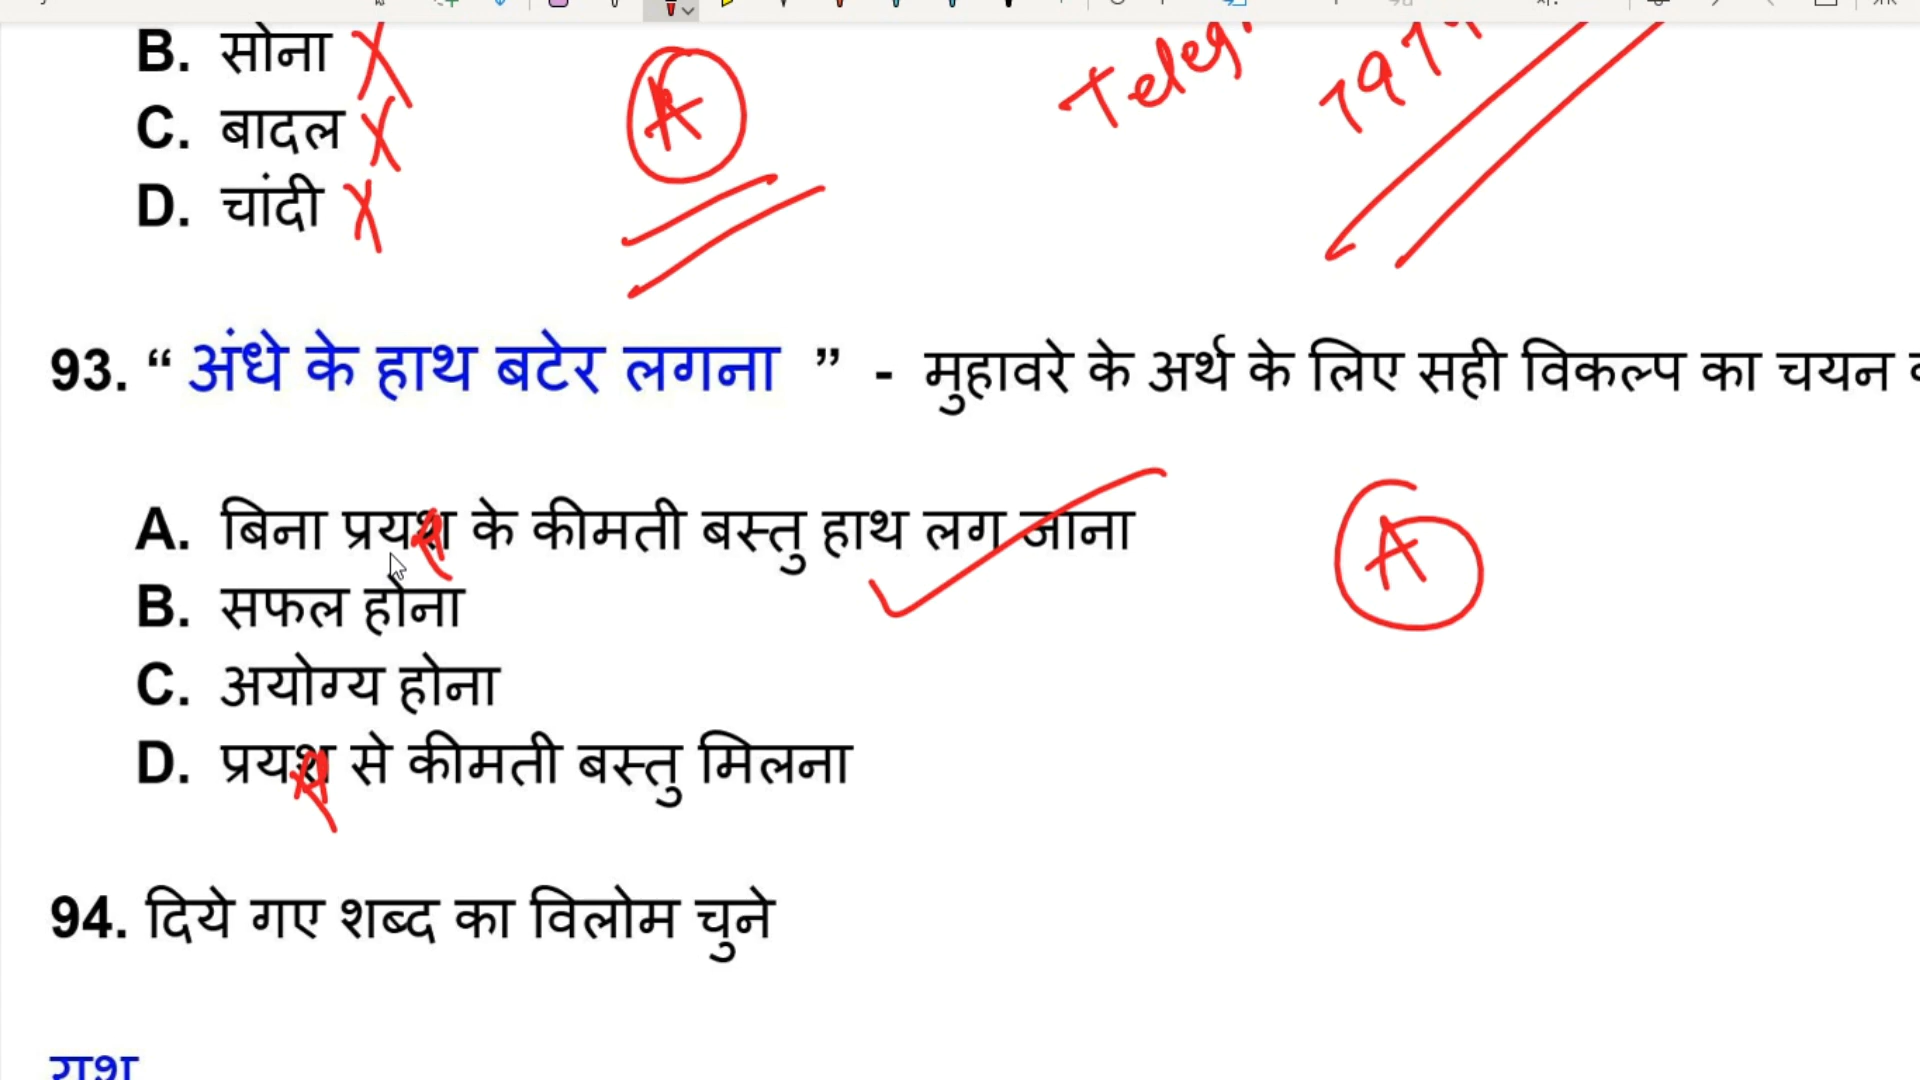 B. सोना
C. बादल
D. चांदी
A
Teleg
93. “ अंधे के हाथ बटेर लगना ” - मुहावरे के अर्थ के लिए सही विकल्प का चयन
A. बिना प्रयश के कीमती बस्तु हाथ लग जाना
A
B. सफल होना
C. अयोग्य होना
D. प्रयश से कीमती बस्तु मिलना
94. दिये गए शब्द का विलोम चुने